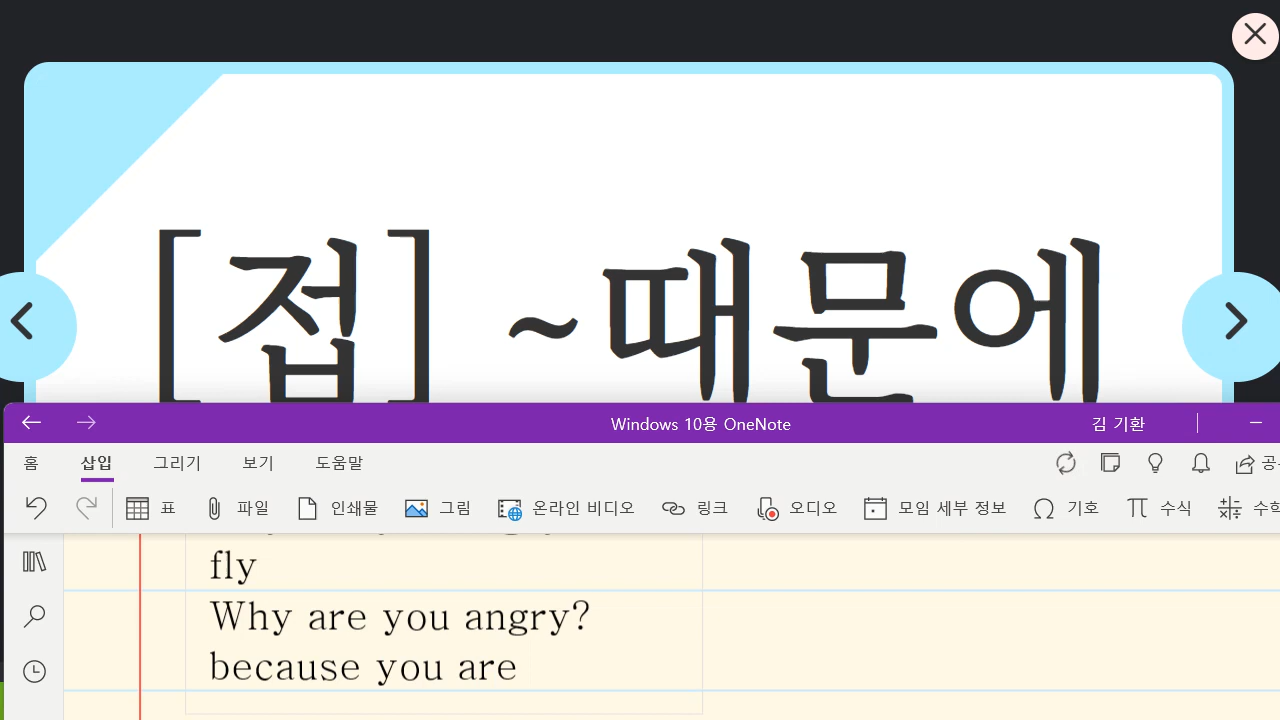 [접] ~때문에
Windows 10용 OneNote
김 기환
홈 삽입 그리기 보기 도움말
표 파일 인쇄물 그림 온라인 비디오 링크 오디오 모임 세부 정보 기호 수식
fly
Why are you angry?
because you are